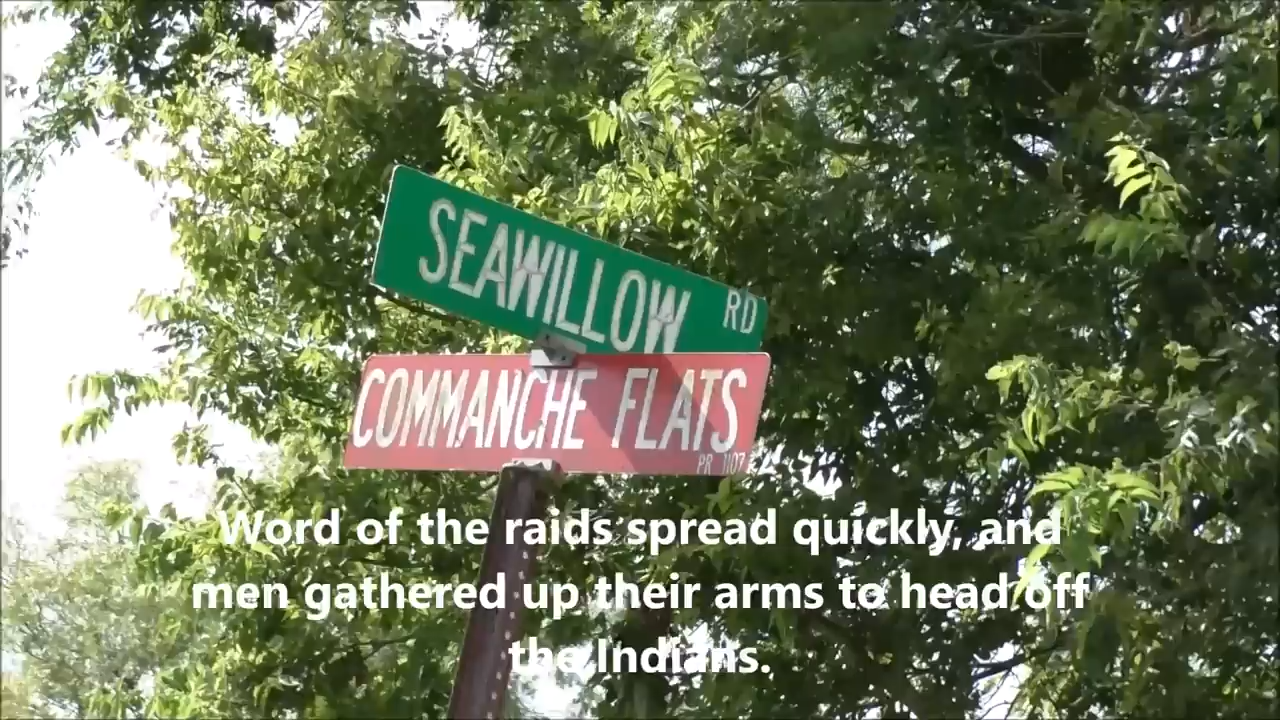 SEAWILLOW RD
COMMANCHE FLATS
PR 1107
Word of the raids spread quickly, and
men gathered up their arms to head off
the Indians.